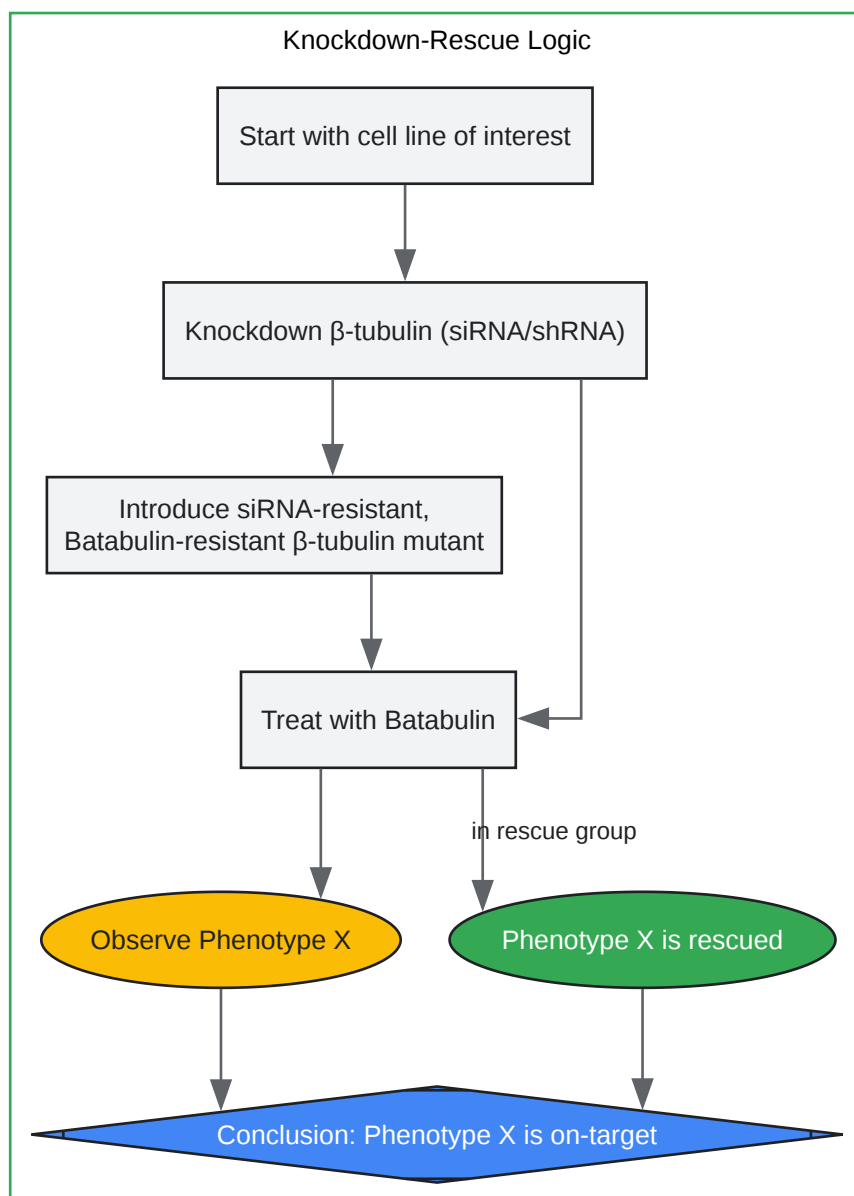 Knockdown-Rescue Logic
Start with cell line of interest
Knockdown β-tubulin (siRNA/shRNA)
Introduce siRNA-resistant,
Batabulin-resistant β-tubulin mutant
Treat with Batabulin
in rescue group
Observe Phenotype X
Phenotype X is rescued
Conclusion: Phenotype X is on-target